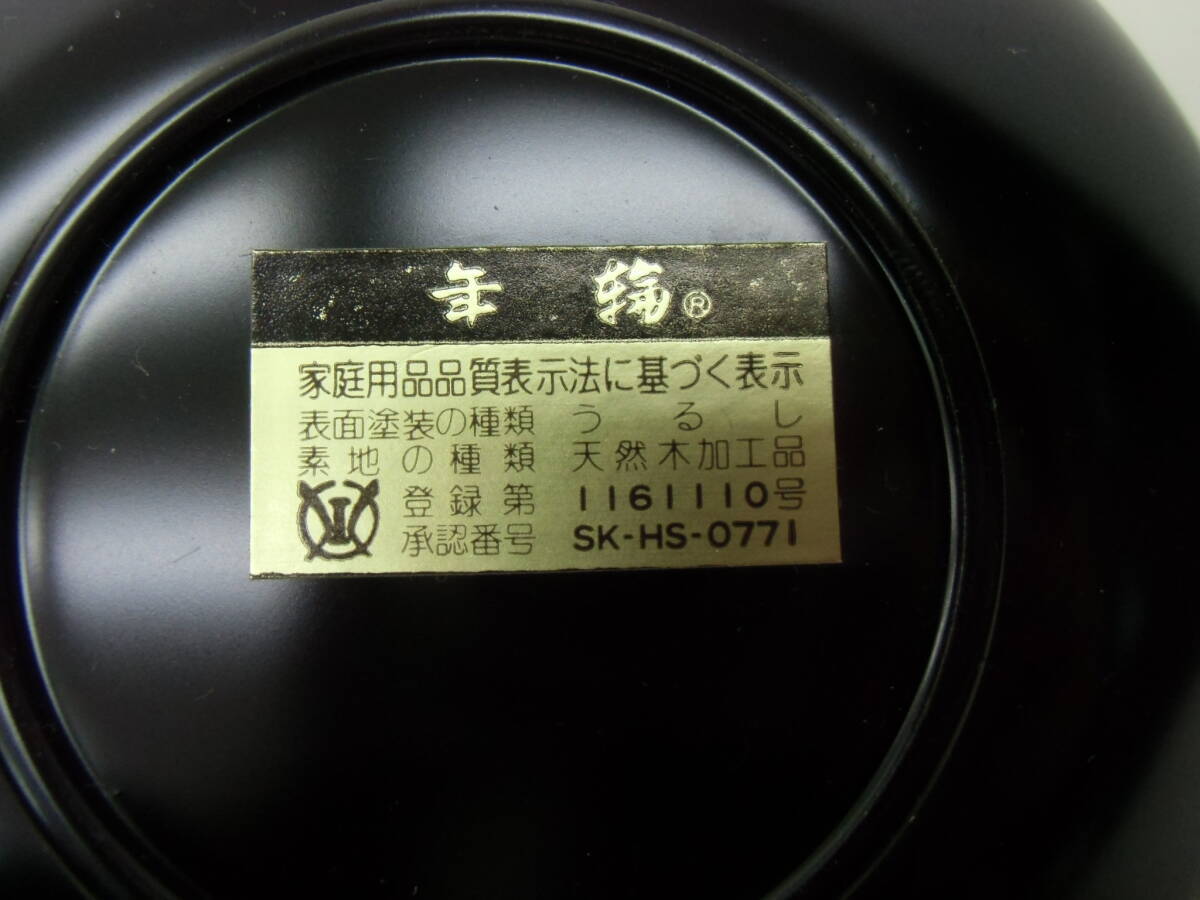 年輪®
家庭用品品質表示法に基づく表示
表面塗装の種類 うるし
素地の種類 天然木加工品
登録第 1161110号
承認番号 SK-HS-0771